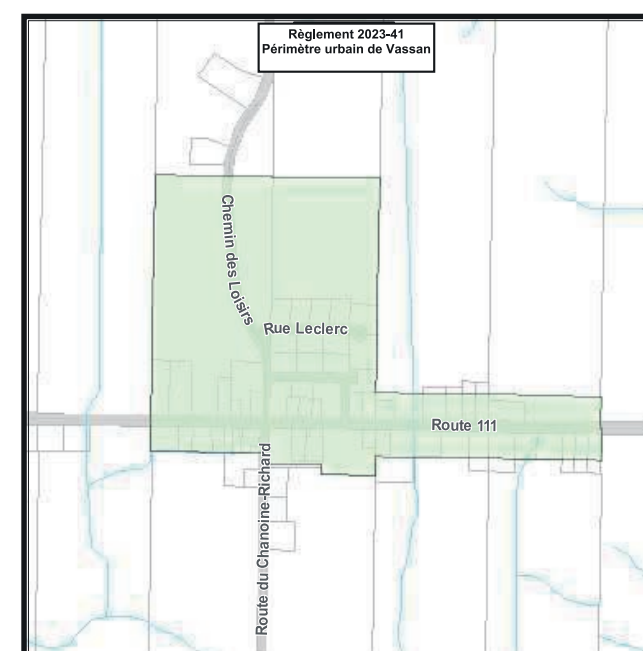 Règlement 2023-41
Périmètre urbain de Vassan
Chemin des Loisirs
Rue Leclerc
Route 111
Route du Chanoine-Richard